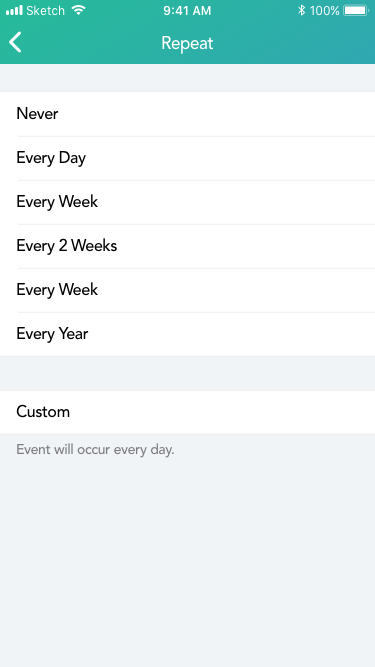 Sketch 9:41 AM 100%
Repeat
Never
Every Day
Every Week
Every 2 Weeks
Every Week
Every Year
Custom
Event will occur every day.